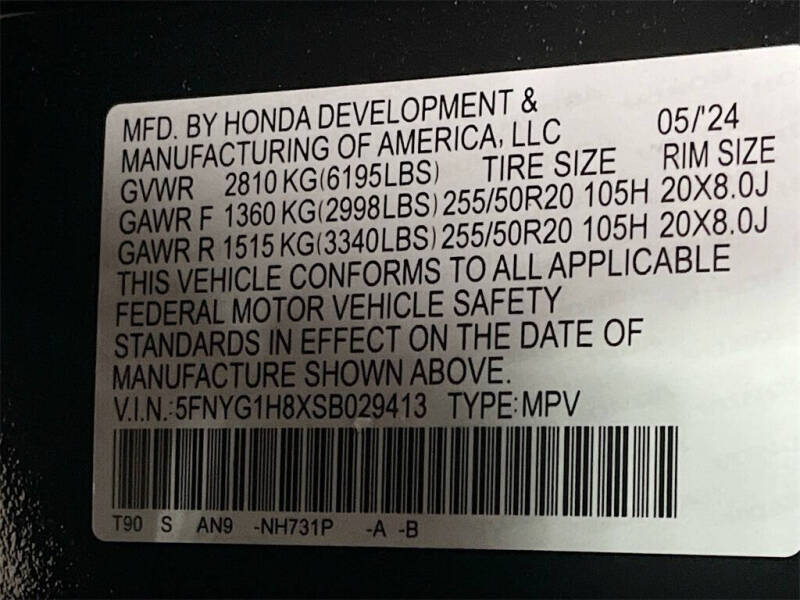 MFD. BY HONDA DEVELOPMENT &
MANUFACTURING OF AMERICA, LLC 05/'24
GVWR 2810 KG(6195LBS) TIRE SIZE RIM SIZE
GAWR F 1360 KG(2998LBS) 255/50R20 105H 20X8.0J
GAWR R 1515 KG(3340LBS) 255/50R20 105H 20X8.0J
THIS VEHICLE CONFORMS TO ALL APPLICABLE
FEDERAL MOTOR VEHICLE SAFETY
STANDARDS IN EFFECT ON THE DATE OF
MANUFACTURE SHOWN ABOVE.
V.I.N.:5FNYG1H8XSB029413 TYPE:MPV
T90 S AN9 -NH731P -A -B